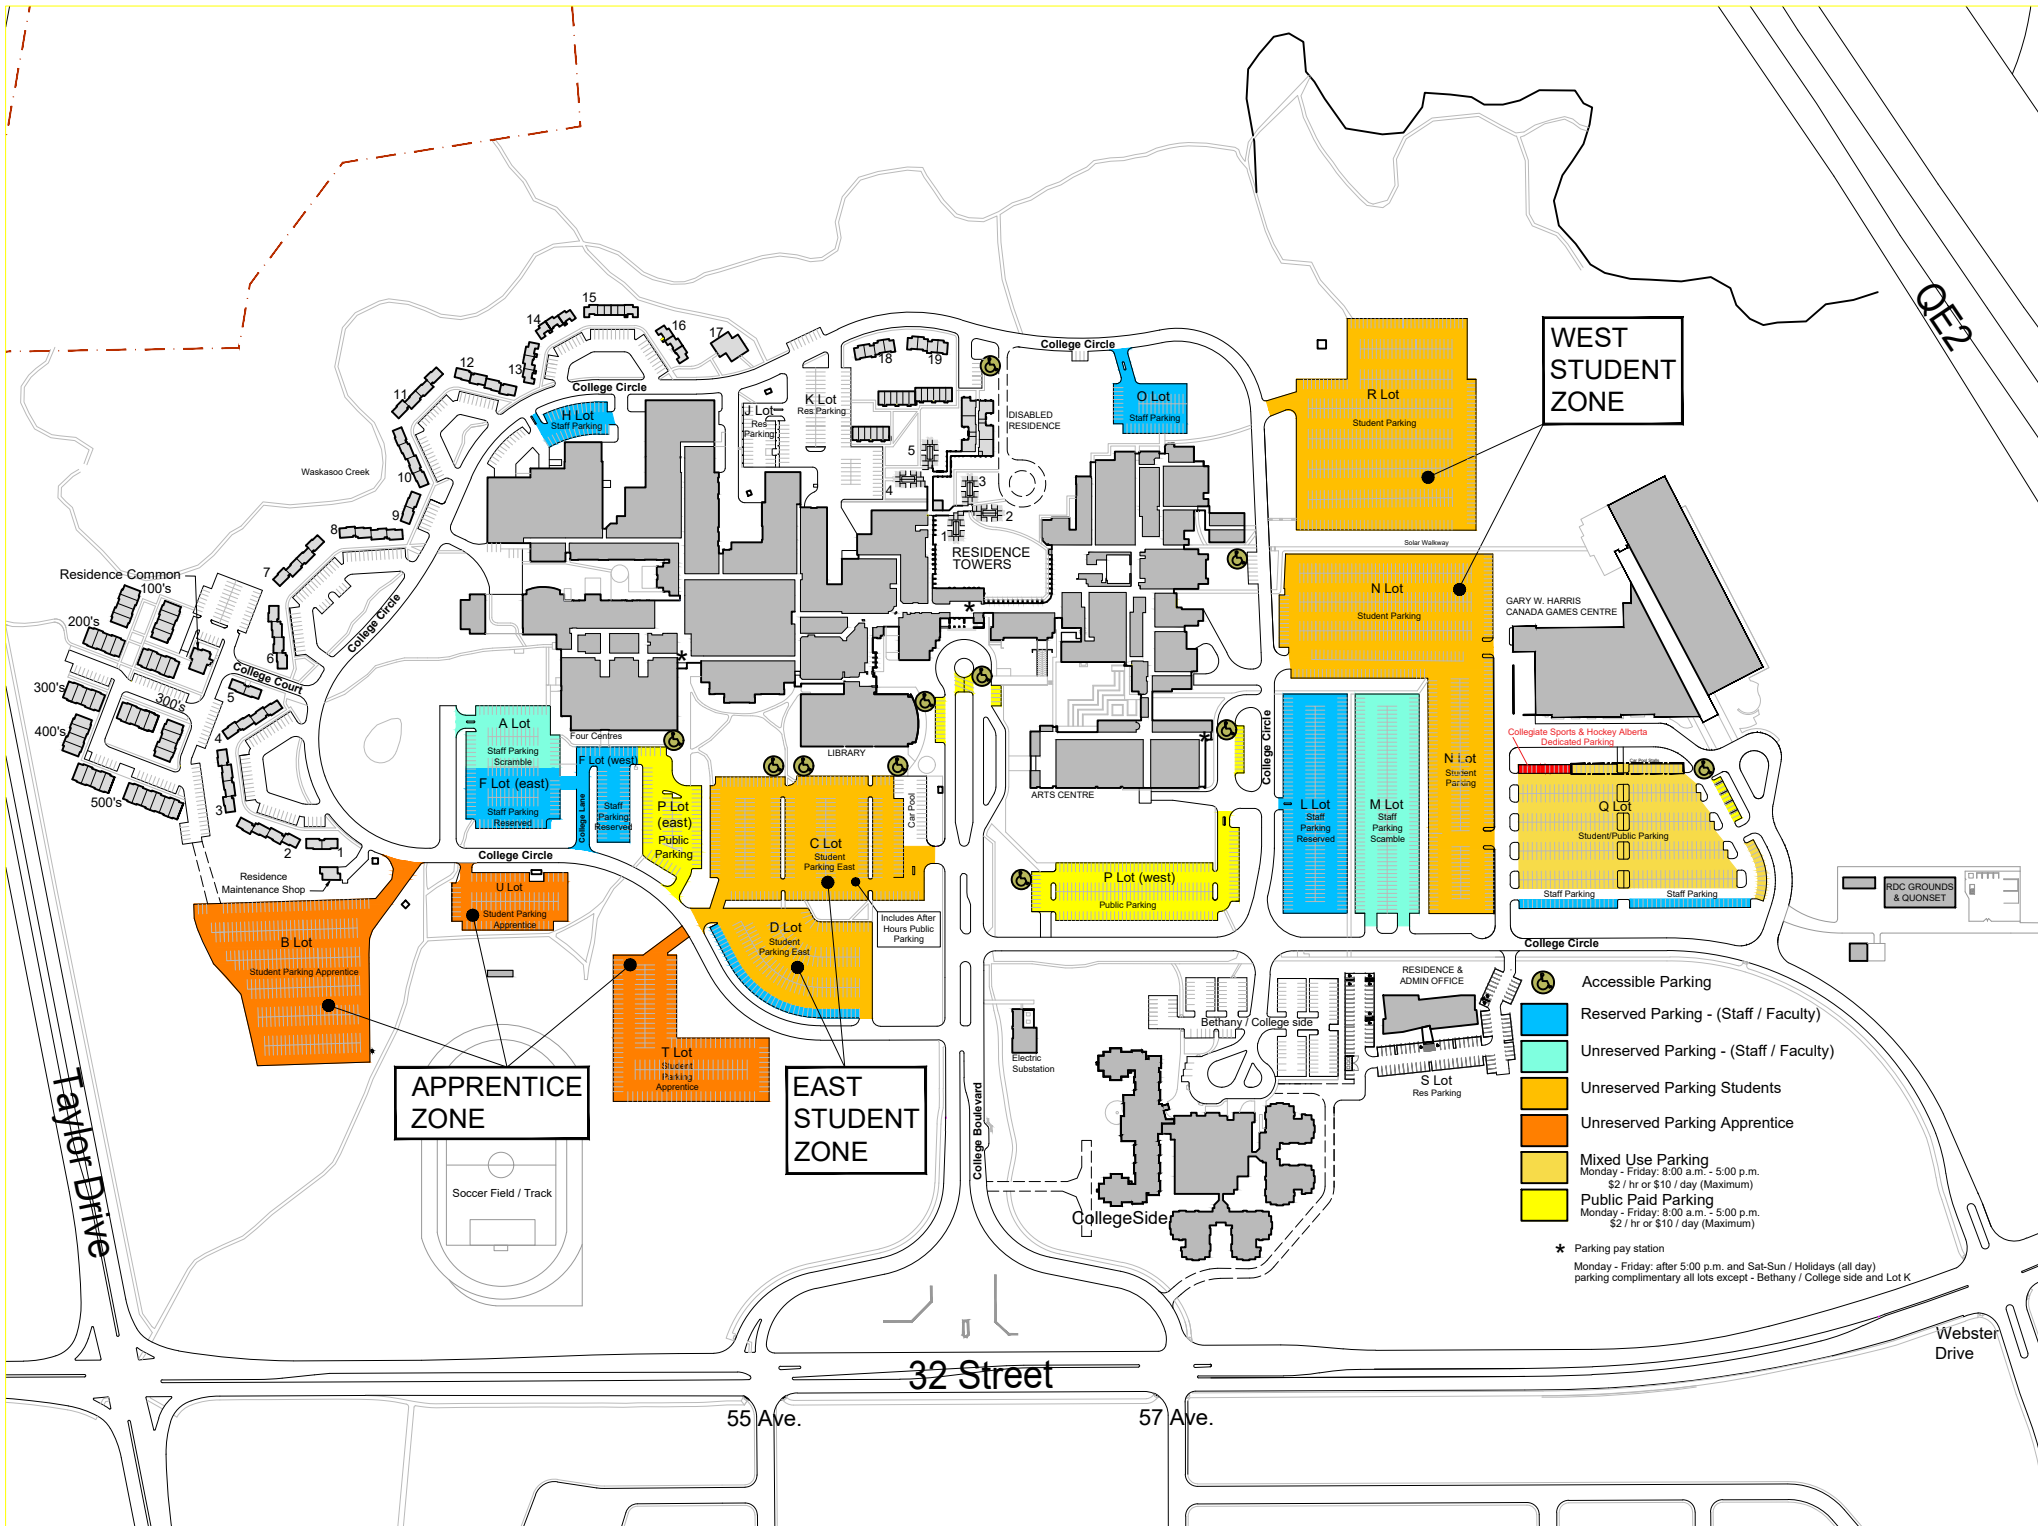 QE2
WEST
STUDENT
ZONE
15
14
16
17
13
12
11
18
19
College Circle
College Circle
H Lot
Staff Parking
J Lot
Res
Parking
K Lot
Res Parking
DISABLED
RESIDENCE
O Lot
Staff Parking
R Lot
Student Parking
Waskasoo Creek
10
9
8
7
5
4
3
2
1
RESIDENCE
TOWERS
Solar Walkway
Residence Common
100's
200's
300's
300's
400's
500's
College Court
College Circle
6
5
4
3
2
1
N Lot
Student Parking
GARY W. HARRIS
CANADA GAMES CENTRE
A Lot
Staff Parking
Scramble
Four Centres
F Lot (west)
Staff
Parking
Reserved
F Lot (east)
Staff Parking
Reserved
College Lane
P Lot
(east)
Public
Parking
LIBRARY
Car Pool
C Lot
Student
Parking East
Includes After
Hours Public
Parking
ARTS CENTRE
College Circle
P Lot (west)
Public Parking
L Lot
Staff
Parking
Reserved
M Lot
Staff
Parking
Scamble
N Lot
Student
Parking
Collegiate Sports & Hockey Alberta
Dedicated Parking
Car Pool Stalls
Q Lot
Student/Public Parking
Staff Parking
Staff Parking
RDC GROUNDS
& QUONSET
College Circle
Residence
Maintenance Shop
College Circle
U Lot
Student Parking
Apprentice
B Lot
Student Parking Apprentice
D Lot
Student
Parking East
T Lot
Student
Parking
Apprentice
APPRENTICE
ZONE
EAST
STUDENT
ZONE
Soccer Field / Track
Electric
Substation
College Boulevard
Bethany / College side
RESIDENCE &
ADMIN OFFICE
S Lot
Res Parking
CollegeSide
Accessible Parking
Reserved Parking - (Staff / Faculty)
Unreserved Parking - (Staff / Faculty)
Unreserved Parking Students
Unreserved Parking Apprentice
Mixed Use Parking
Monday - Friday: 8:00 a.m. - 5:00 p.m.
$2 / hr or $10 / day (Maximum)
Public Paid Parking
Monday - Friday: 8:00 a.m. - 5:00 p.m.
$2 / hr or $10 / day (Maximum)
* Parking pay station
Monday - Friday: after 5:00 p.m. and Sat-Sun / Holidays (all day)
parking complimentary all lots except - Bethany / College side and Lot K
Taylor Drive
32 Street
55 Ave.
57 Ave.
Webster
Drive